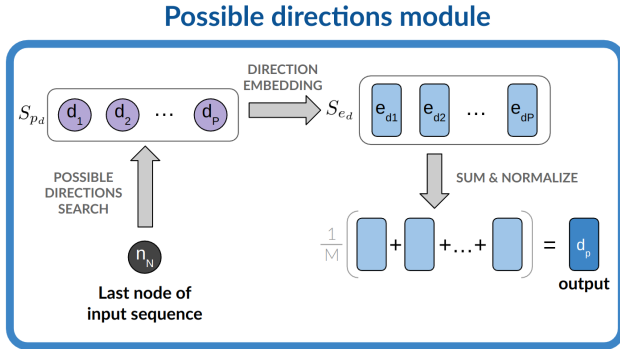 Possible directions module
DIRECTION
EMBEDDING
S_{p_d} d_1 d_2 ... d_P
S_{e_d} e_{d1} e_{d2} ... e_{dP}
POSSIBLE
DIRECTIONS
SEARCH
SUM & NORMALIZE
n_N
1/M ( + +...+ ) = d_p
output
Last node of
input sequence